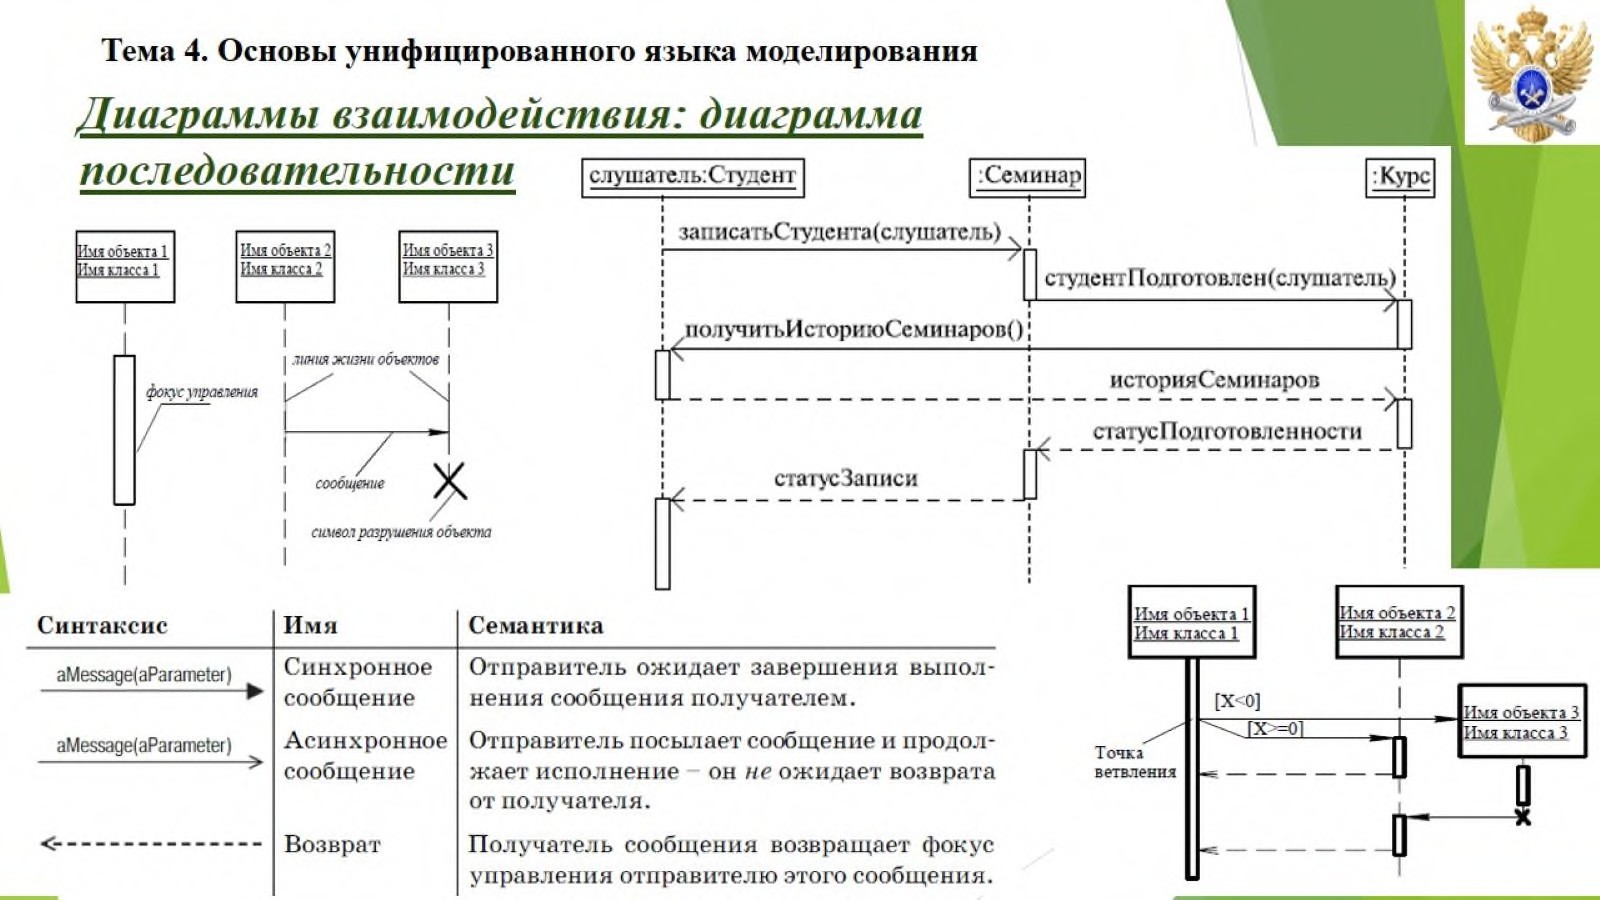 Тема 4. Основы унифицированного языка моделирования
Диаграммы взаимодействия: диаграмма
последовательности
Имя объекта 1
Имя класса 1
Имя объекта 2
Имя класса 2
Имя объекта 3
Имя класса 3
линия жизни объектов
фокус управления
сообщение
символ разрушения объекта
слушатель:Студент
:Семинар
:Курс
записатьСтудента(слушатель)
студентПодготовлен(слушатель)
получитьИсториюСеминаров()
историяСеминаров
статусПодготовленности
статусЗаписи
Синтаксис
Имя
Семантика
aMessage(aParameter)
Синхронное
сообщение
Отправитель ожидает завершения выпол-
нения сообщения получателем.
aMessage(aParameter)
Асинхронное
сообщение
Отправитель посылает сообщение и продол-
жает исполнение – он не ожидает возврата
от получателя.
Возврат
Получатель сообщения возвращает фокус
управления отправителю этого сообщения.
Имя объекта 1
Имя класса 1
Имя объекта 2
Имя класса 2
[X<0]
[X>=0]
Имя объекта 3
Имя класса 3
Точка
ветвления